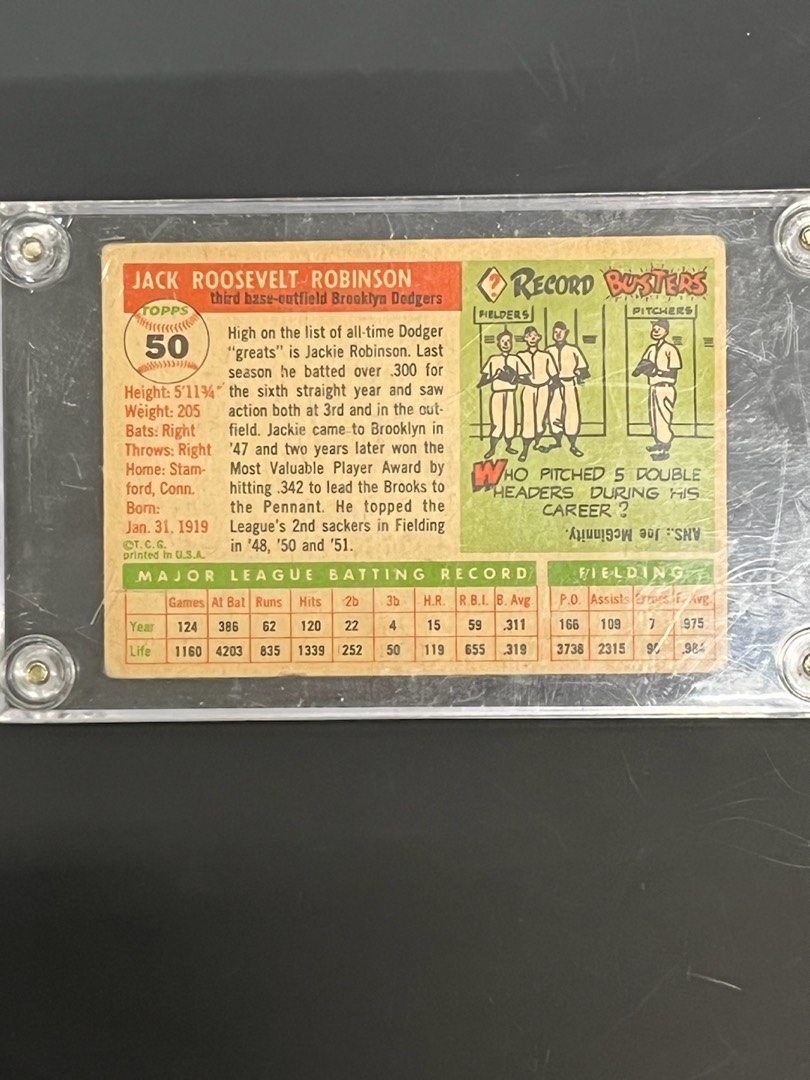 JACK ROOSEVELT ROBINSON
third base-outfield Brooklyn Dodgers
TOPPS
50
Height: 5'11¾"
Weight: 205
Bats: Right
Throws: Right
Home: Stam-
ford, Conn.
Born:
Jan. 31, 1919
©T.C.G.
printed in U.S.A.
High on the list of all-time Dodger
"greats" is Jackie Robinson. Last
season he batted over .300 for
the sixth straight year and saw
action both at 3rd and in the out-
field. Jackie came to Brooklyn in
'47 and two years later won the
Most Valuable Player Award by
hitting .342 to lead the Brooks to
the Pennant. He topped the
League's 2nd sackers in Fielding
in '48, '50 and '51.
? RECORD BUSTERS
FIELDERS
PITCHERS
WHO PITCHED 5 DOUBLE
HEADERS DURING HIS
CAREER ?
ANS.: Joe McGinnity.
MAJOR LEAGUE BATTING RECORD FIELDING
Games At Bat Runs Hits 2b 3b H.R. R.B.I. B. Avg P.O. Assists Errors F. Avg.
Year 124 386 62 120 22 4 15 59 .311 166 109 7 .975
Life 1160 4203 835 1339 252 50 119 655 .319 3738 2315